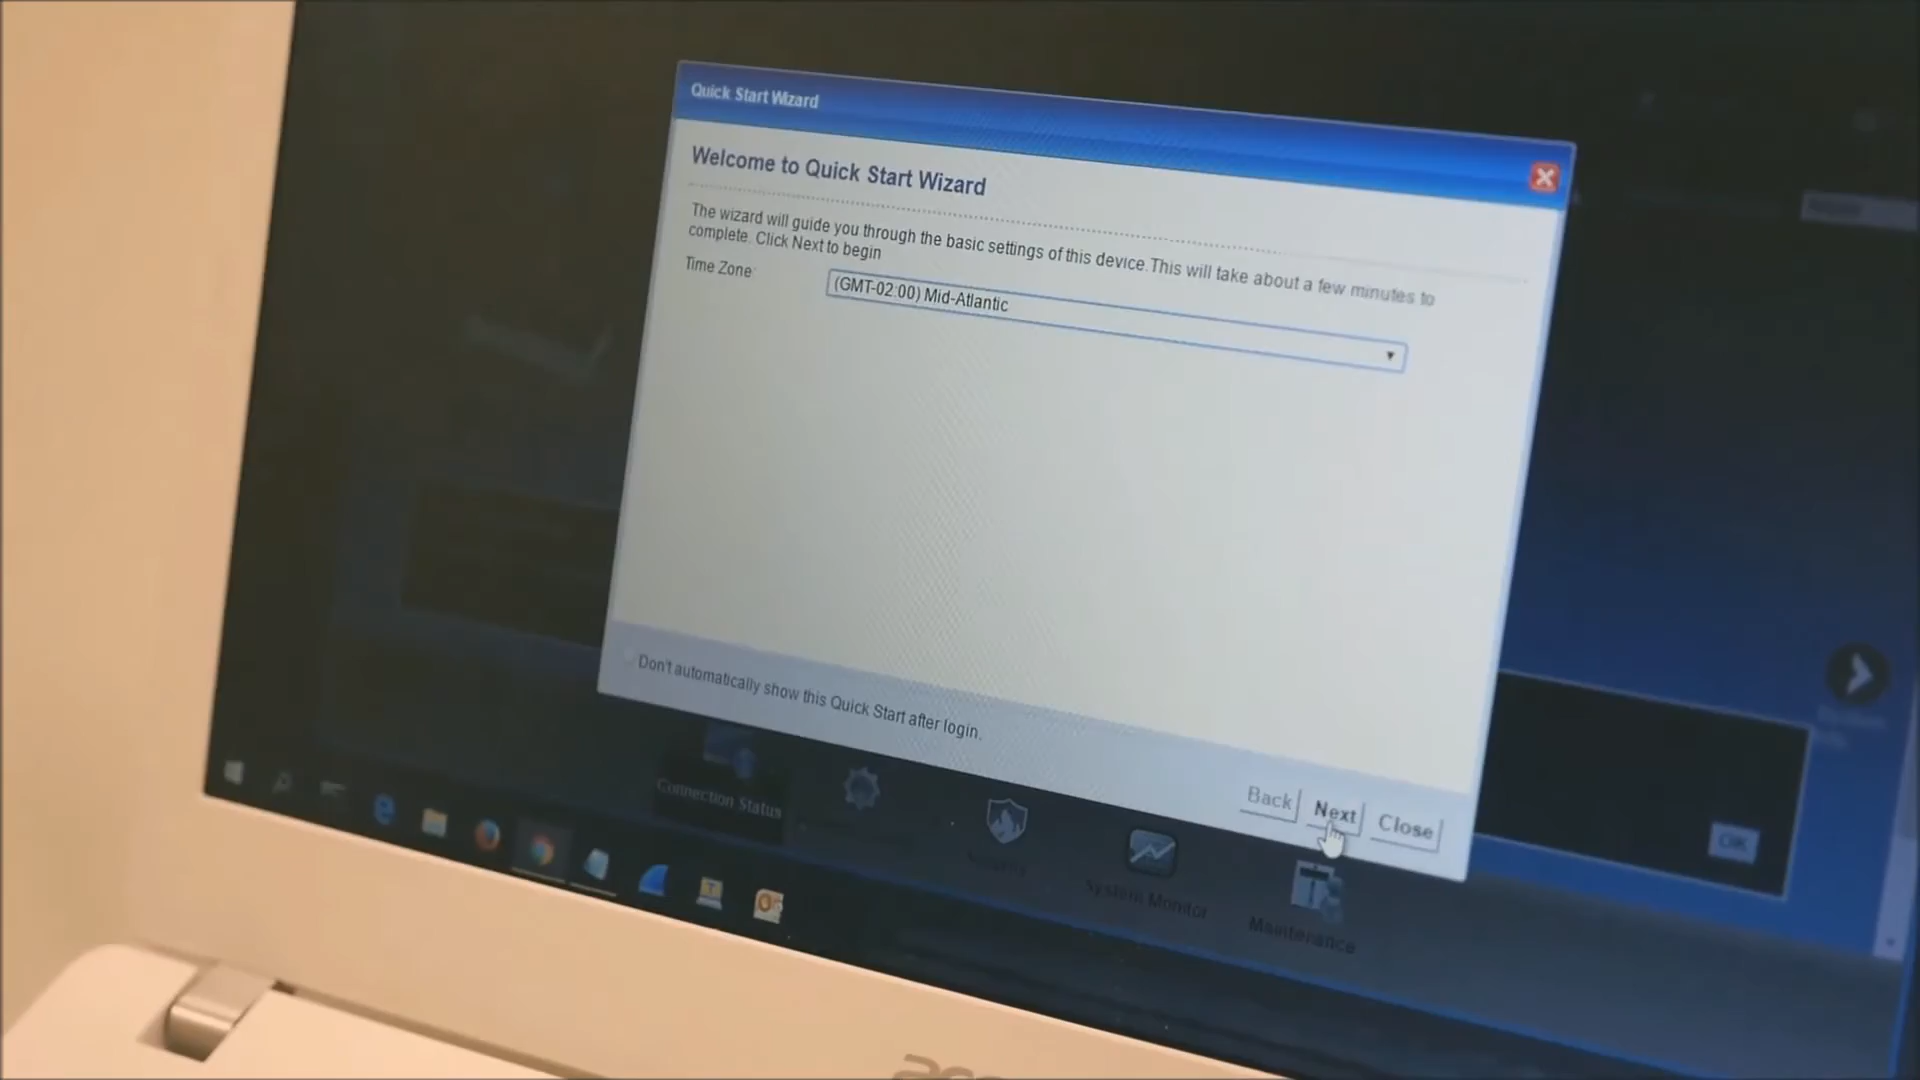 Quick Start Wizard
Welcome to Quick Start Wizard
The wizard will guide you through the basic settings of this device.This will take about a few minutes to
complete. Click Next to begin
Time Zone
(GMT-02:00) Mid-Atlantic
Don't automatically show this Quick Start after login.
Back Next Close
OK
Connection Status
System Monitor
Maintenance